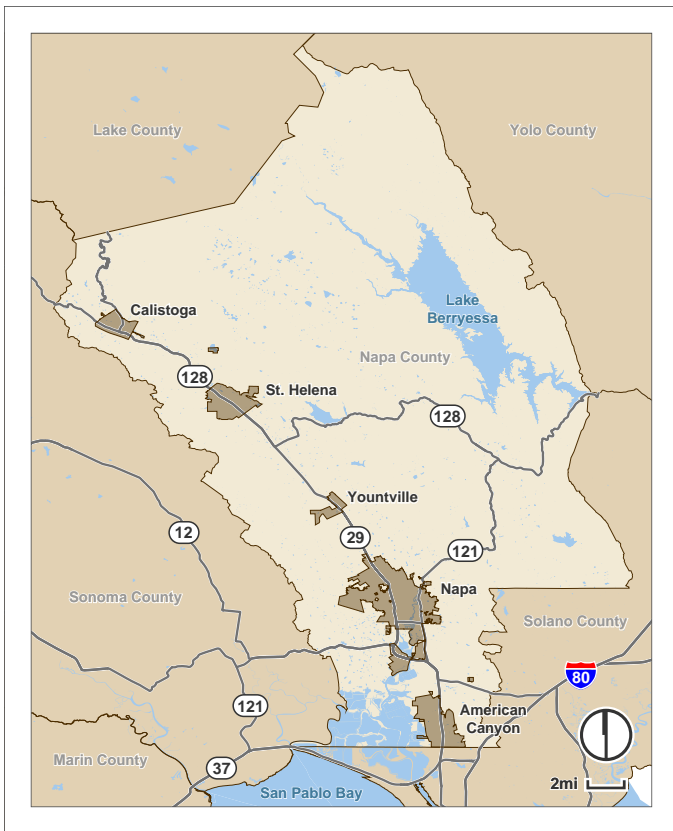 Lake County
Yolo County
Calistoga
Lake
Berryessa
Napa County
128
St. Helena
128
Yountville
12
29
121
Napa
Sonoma County
Solano County
80
121
American
Canyon
Marin County
37
2mi
San Pablo Bay